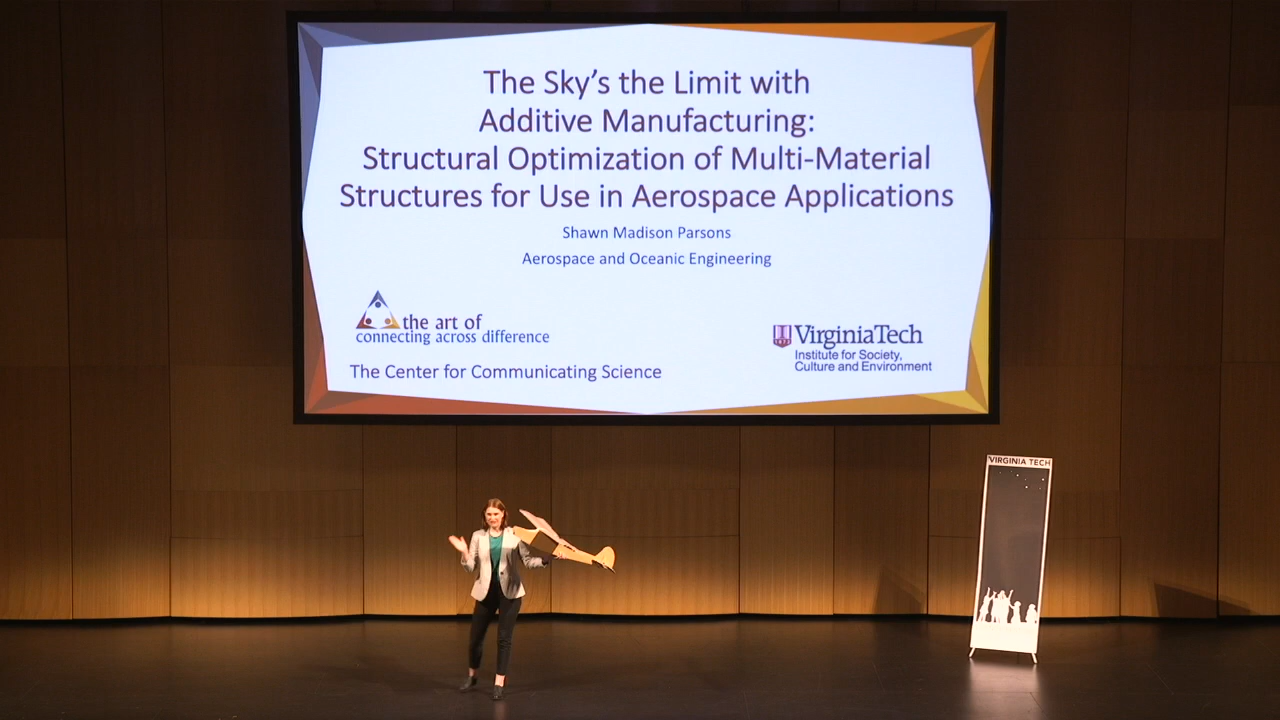 The Sky's the Limit with
Additive Manufacturing:
Structural Optimization of Multi-Material
Structures for Use in Aerospace Applications
Shawn Madison Parsons
Aerospace and Oceanic Engineering
the art of
connecting across difference
The Center for Communicating Science
VirginiaTech
Institute for Society,
Culture and Environment
VIRGINIA TECH